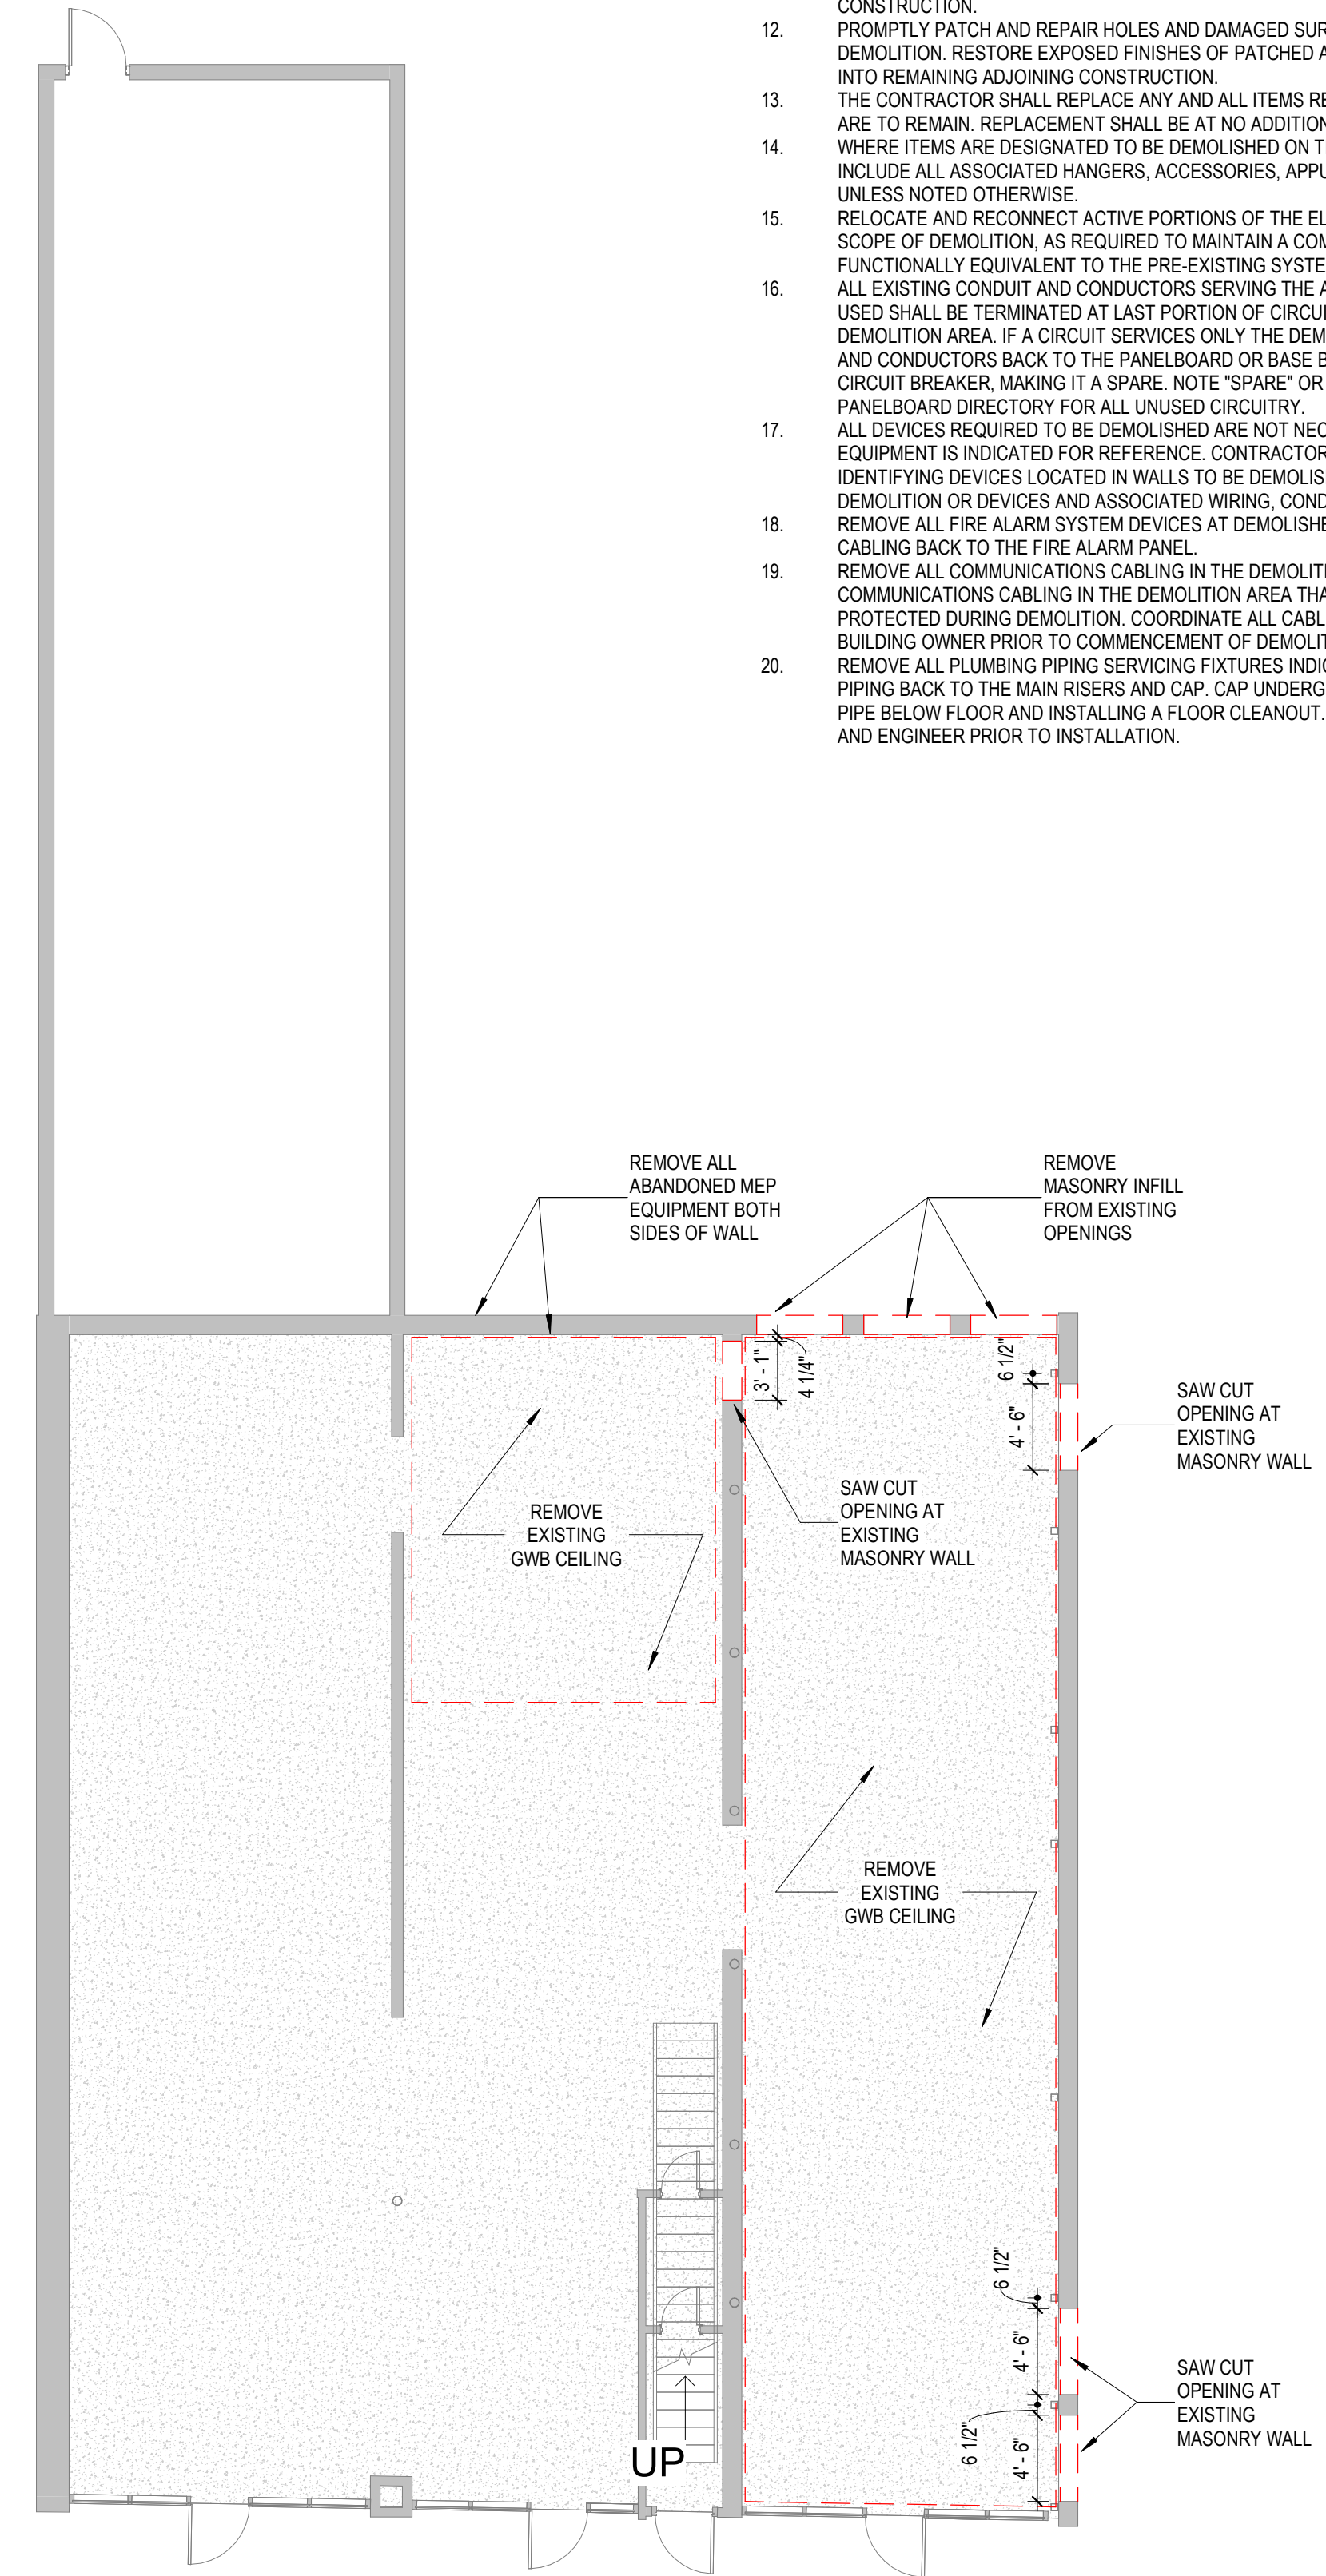 CONSTRUCTION.
12. PROMPTLY PATCH AND REPAIR HOLES AND DAMAGED SUR
DEMOLITION. RESTORE EXPOSED FINISHES OF PATCHED A
INTO REMAINING ADJOINING CONSTRUCTION.
13. THE CONTRACTOR SHALL REPLACE ANY AND ALL ITEMS RE
ARE TO REMAIN. REPLACEMENT SHALL BE AT NO ADDITION
14. WHERE ITEMS ARE DESIGNATED TO BE DEMOLISHED ON T
INCLUDE ALL ASSOCIATED HANGERS, ACCESSORIES, APPU
UNLESS NOTED OTHERWISE.
15. RELOCATE AND RECONNECT ACTIVE PORTIONS OF THE EL
SCOPE OF DEMOLITION, AS REQUIRED TO MAINTAIN A COM
FUNCTIONALLY EQUIVALENT TO THE PRE-EXISTING SYSTE
16. ALL EXISTING CONDUIT AND CONDUCTORS SERVING THE A
USED SHALL BE TERMINATED AT LAST PORTION OF CIRCUI
DEMOLITION AREA. IF A CIRCUIT SERVICES ONLY THE DEM
AND CONDUCTORS BACK TO THE PANELBOARD OR BASE B
CIRCUIT BREAKER, MAKING IT A SPARE. NOTE "SPARE" OR
PANELBOARD DIRECTORY FOR ALL UNUSED CIRCUITRY.
17. ALL DEVICES REQUIRED TO BE DEMOLISHED ARE NOT NEC
EQUIPMENT IS INDICATED FOR REFERENCE. CONTRACTOR
IDENTIFYING DEVICES LOCATED IN WALLS TO BE DEMOLIS
DEMOLITION OR DEVICES AND ASSOCIATED WIRING, COND
18. REMOVE ALL FIRE ALARM SYSTEM DEVICES AT DEMOLISHE
CABLING BACK TO THE FIRE ALARM PANEL.
19. REMOVE ALL COMMUNICATIONS CABLING IN THE DEMOLITI
COMMUNICATIONS CABLING IN THE DEMOLITION AREA THA
PROTECTED DURING DEMOLITION. COORDINATE ALL CABL
BUILDING OWNER PRIOR TO COMMENCEMENT OF DEMOLIT
20. REMOVE ALL PLUMBING PIPING SERVICING FIXTURES INDIC
PIPING BACK TO THE MAIN RISERS AND CAP. CAP UNDERG
PIPE BELOW FLOOR AND INSTALLING A FLOOR CLEANOUT.
AND ENGINEER PRIOR TO INSTALLATION.
REMOVE ALL
ABANDONED MEP
EQUIPMENT BOTH
SIDES OF WALL
REMOVE
MASONRY INFILL
FROM EXISTING
OPENINGS
3' - 1"
4 1/4"
6 1/2"
4' - 6"
SAW CUT
OPENING AT
EXISTING
MASONRY WALL
SAW CUT
OPENING AT
EXISTING
MASONRY WALL
REMOVE
EXISTING
GWB CEILING
REMOVE
EXISTING
GWB CEILING
6 1/2"
4' - 6"
6 1/2"
4' - 6"
SAW CUT
OPENING AT
EXISTING
MASONRY WALL
UP